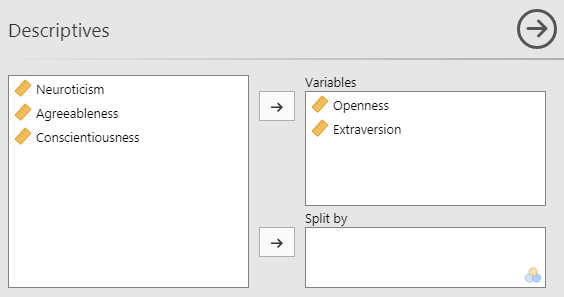 Descriptives
Neuroticism
Agreeableness
Conscientiousness
Variables
Openness
Extraversion
Split by